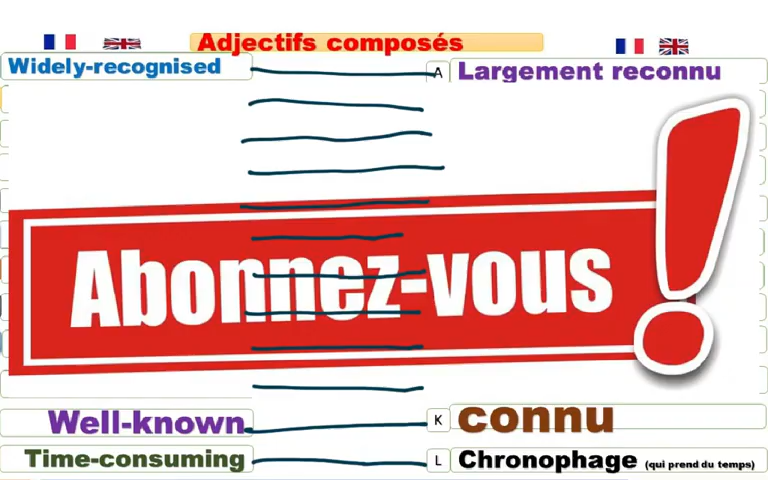 Adjectifs composés
Widely-recognised A Largement reconnu
Abonnez-vous!
Well-known K connu
Time-consuming L Chronophage (qui prend du temps)